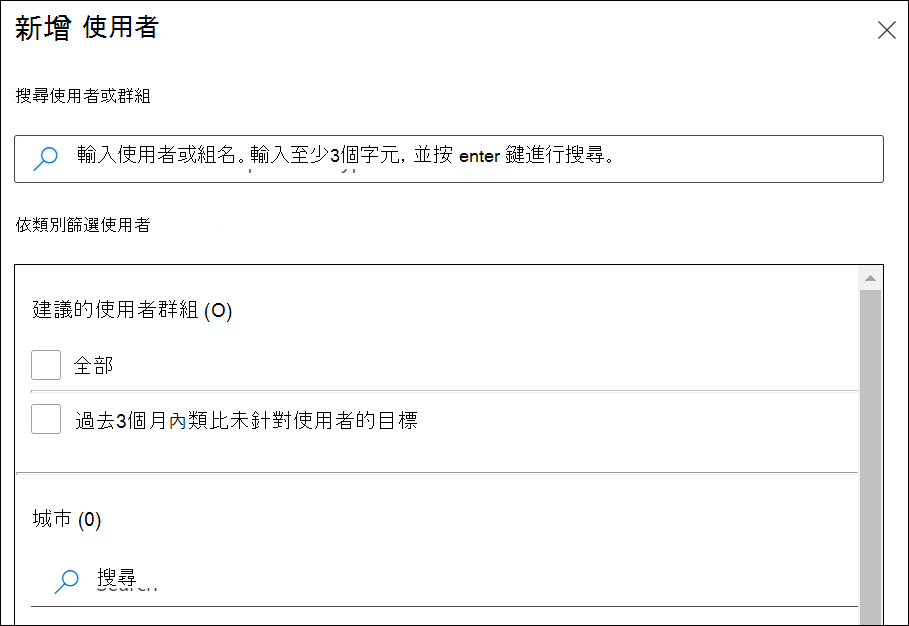 新增 使用者
搜尋使用者或群組
輸入使用者或組名。輸入至少3個字元, 並按 enter 鍵進行搜尋。
依類別篩選使用者
建議的使用者群組 (O)
全部
過去3個月內類比未針對使用者的目標
城市 (0)
搜尋